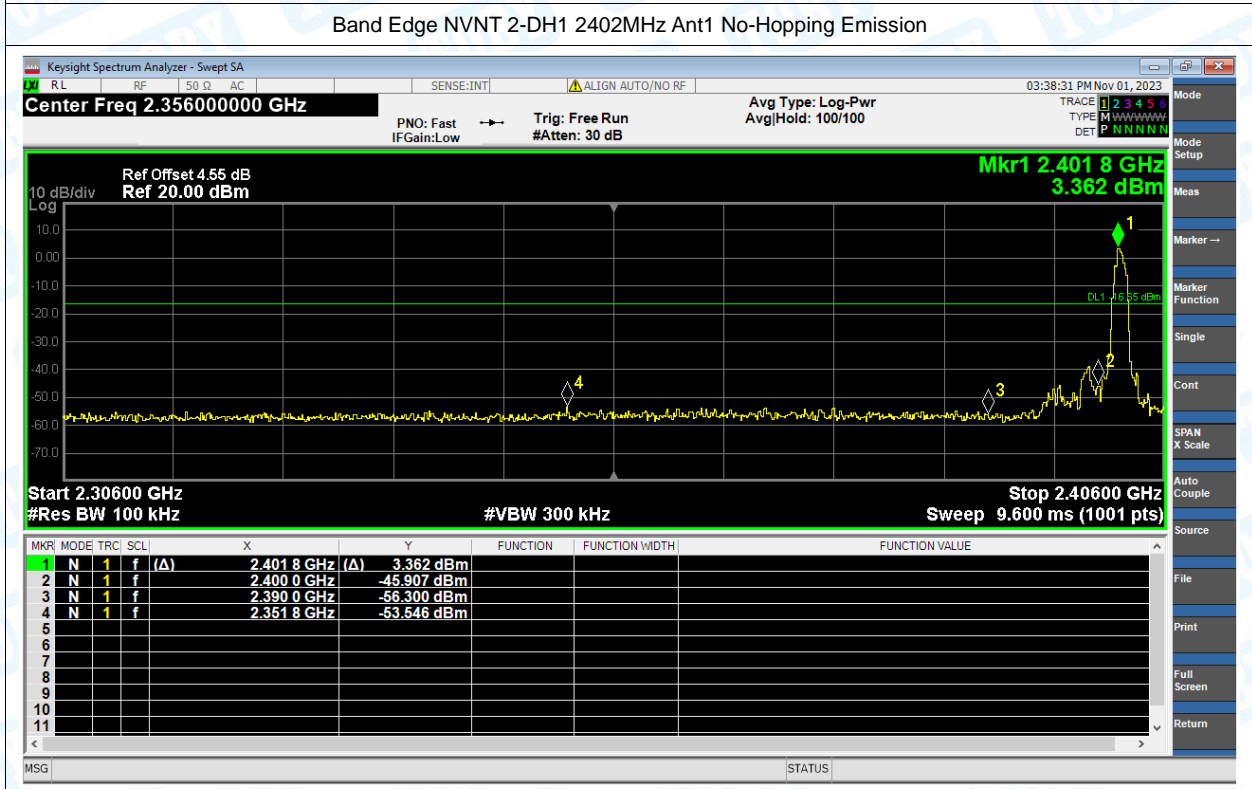 Band Edge NVNT 2-DH1 2402MHz Ant1 No-Hopping Emission
Keysight Spectrum Analyzer - Swept SA
LXI RL RF 50 Ω AC SENSE:INT ALIGN AUTO/NO RF 03:38:31 PM Nov 01, 2023
Center Freq 2.356000000 GHz
PNO: Fast
IFGain:Low
Trig: Free Run
#Atten: 30 dB
Avg Type: Log-Pwr
Avg|Hold: 100/100
TRACE 1 2 3 4 5 6
TYPE M WWWWW
DET P N N N N N
Ref Offset 4.55 dB
10 dB/div Ref 20.00 dBm
Log
Mkr1 2.401 8 GHz
3.362 dBm
10.0
0.00
-10.0
-20.0
-30.0
-40.0
-50.0
-60.0
-70.0
1
DL1 -16.65 dBm
2
3
4
Start 2.30600 GHz Stop 2.40600 GHz
#Res BW 100 kHz #VBW 300 kHz Sweep 9.600 ms (1001 pts)
MKR MODE TRC SCL X Y FUNCTION FUNCTION WIDTH FUNCTION VALUE
1 N 1 f (Δ) 2.401 8 GHz (Δ) 3.362 dBm
2 N 1 f 2.400 0 GHz -45.907 dBm
3 N 1 f 2.390 0 GHz -56.300 dBm
4 N 1 f 2.351 8 GHz -53.546 dBm
5
6
7
8
9
10
11
MSG STATUS
Mode
Mode
Setup
Meas
Marker →
Marker
Function
Single
Cont
SPAN
X Scale
Auto
Couple
Source
File
Print
Full
Screen
Return